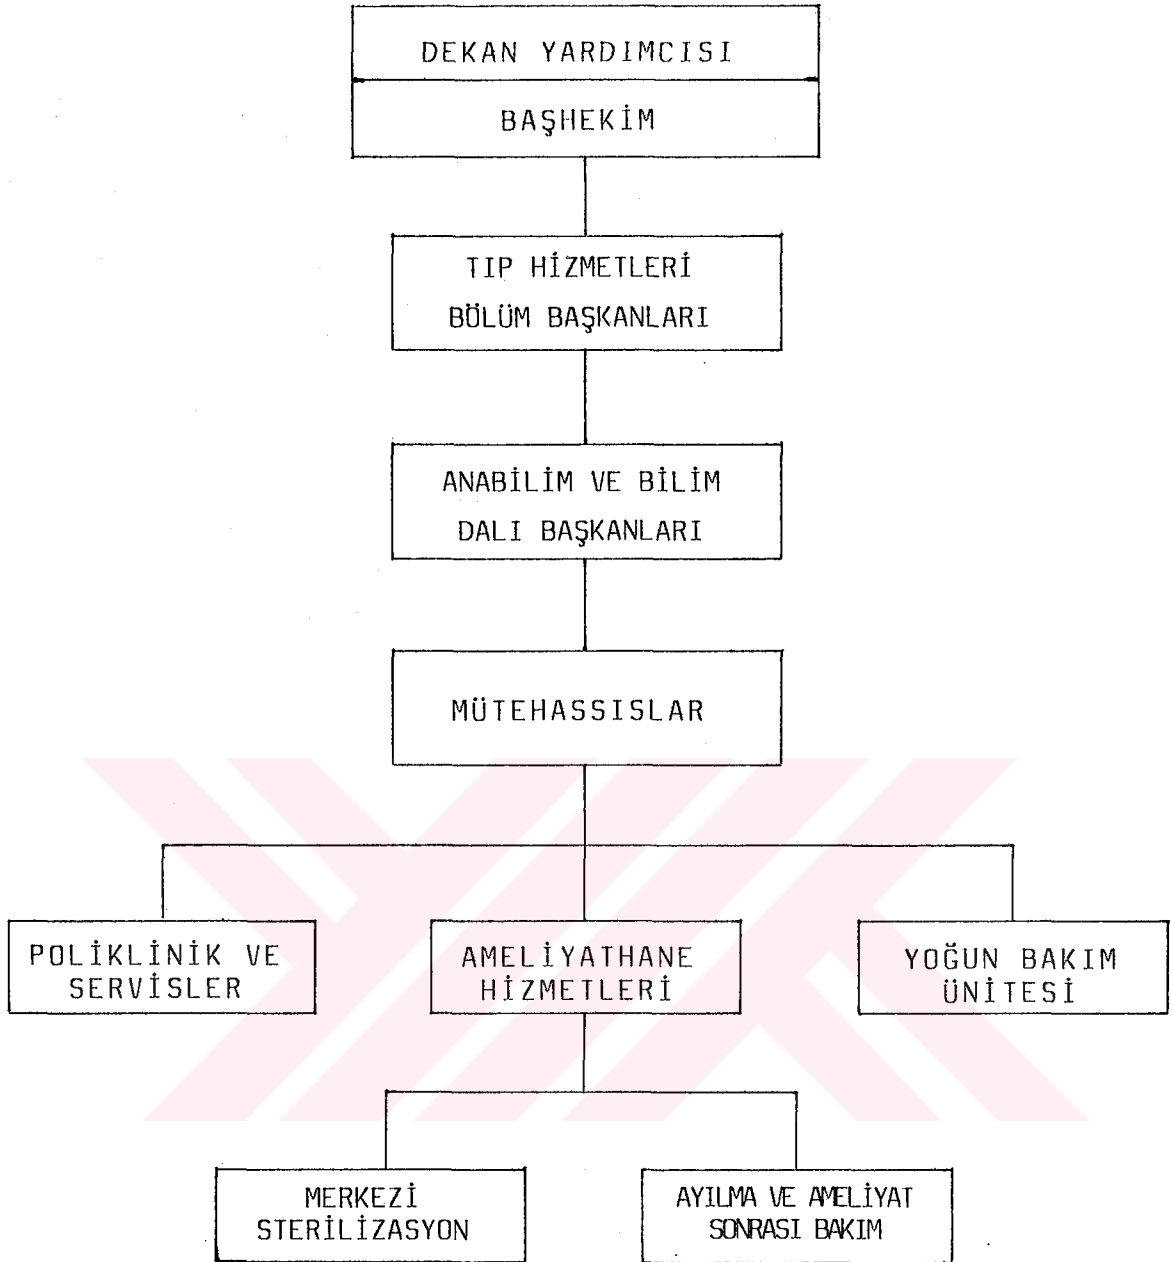 DEKAN YARDIMCISI
BAŞHEKİM
TIP HİZMETLERİ
BÖLÜM BAŞKANLARI
ANABİLİM VE BİLİM
DALI BAŞKANLARI
MÜTEHASSISLAR
POLİKLİNİK VE
SERVİSLER
AMELİYATHANE
HİZMETLERİ
YOĞUN BAKIM
ÜNİTESİ
MERKEZİ
STERİLİZASYON
AYILMA VE AMELİYAT
SONRASI BAKIM